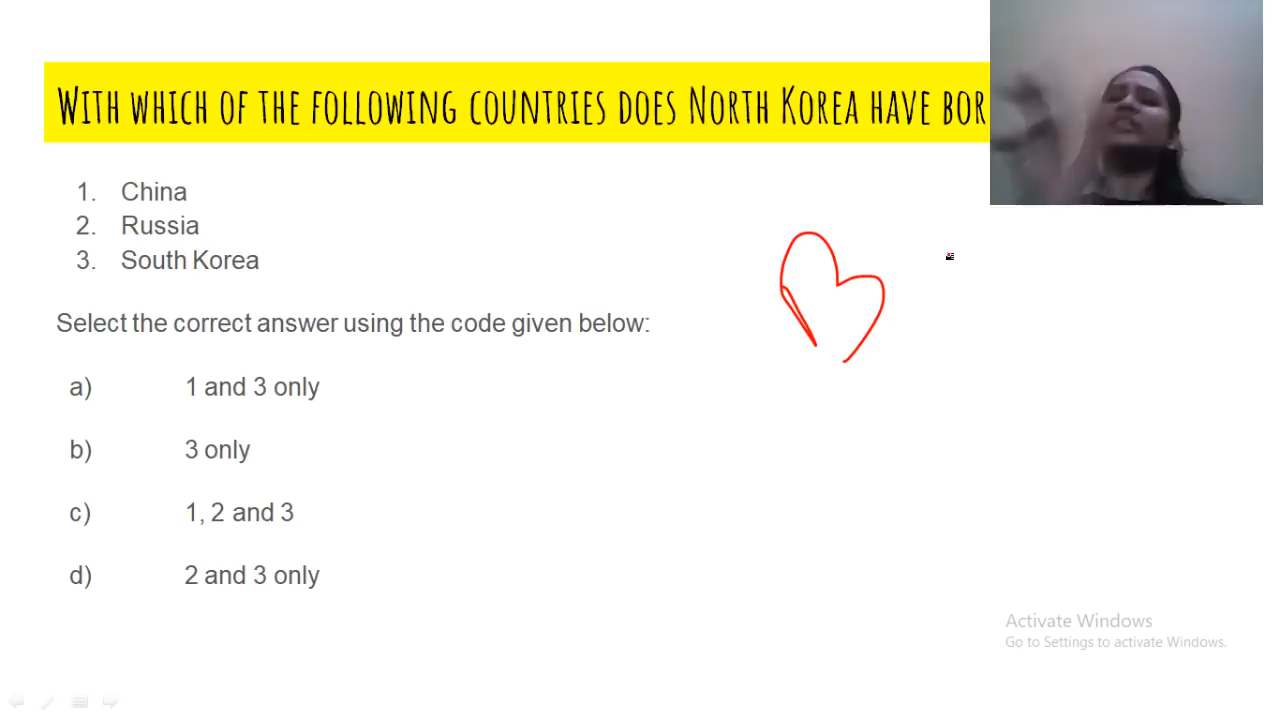 With which of the following countries does North Korea have bor
1. China
2. Russia
3. South Korea
Select the correct answer using the code given below:
a) 1 and 3 only
b) 3 only
c) 1, 2 and 3
d) 2 and 3 only
Activate Windows
Go to Settings to activate Windows.